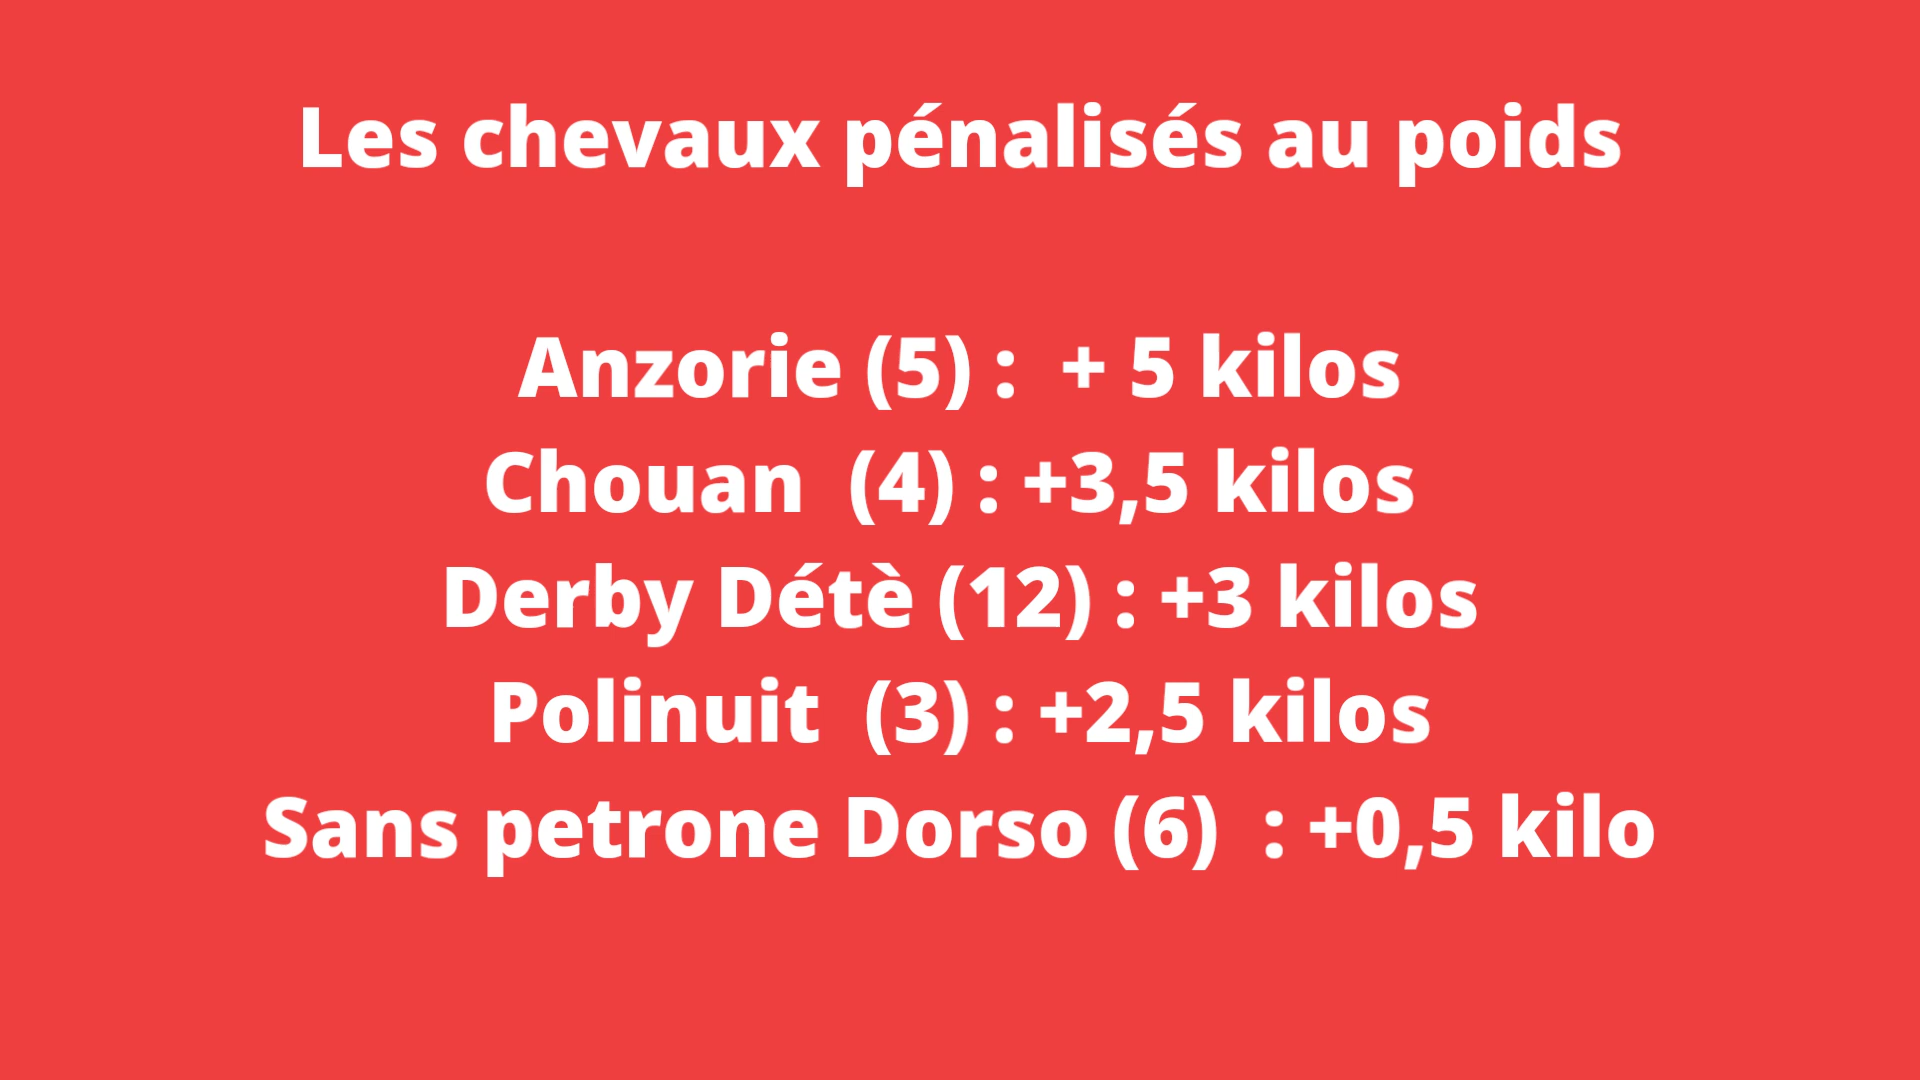 Les chevaux pénalisés au poids
Anzorie (5) :  + 5 kilos
Chouan  (4) : +3,5 kilos
Derby Détè (12) : +3 kilos
Polinuit  (3) : +2,5 kilos
Sans petrone Dorso (6)  : +0,5 kilo